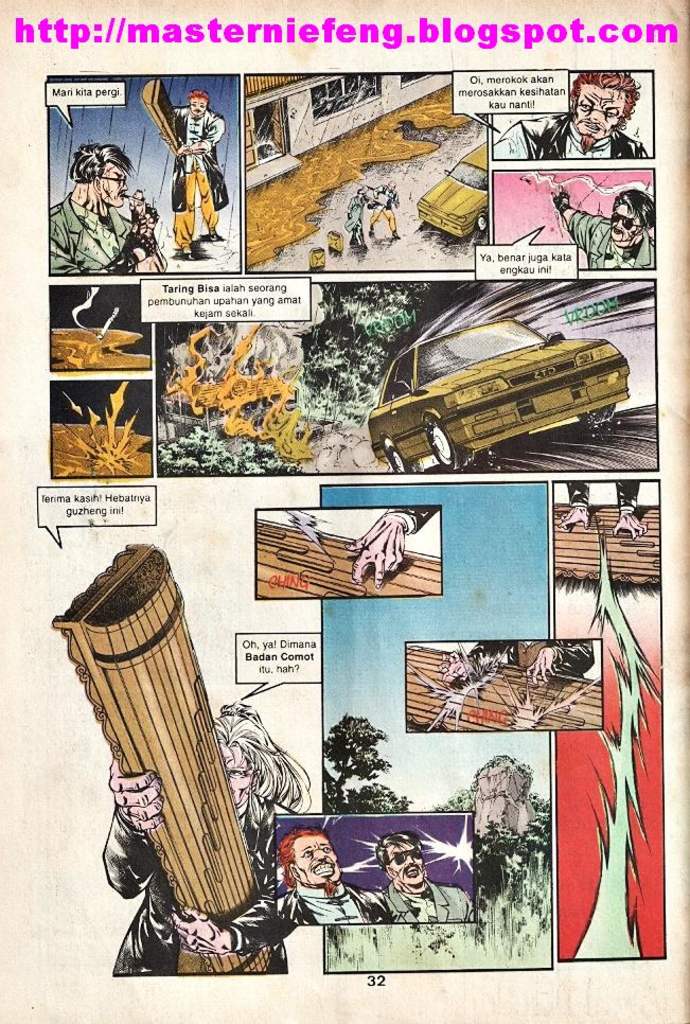 http://masterniefeng.blogspot.com
Mari kita pergi.
Oi, merokok akan
merosakkan kesihatan
kau nanti!
Ya, benar juga kata
engkau ini!
Taring Bisa ialah seorang
pembunuhan upahan yang amat
kejam sekali.
VROOM
VROOM
Terima kasih! Hebatnya
guzheng ini!
CHING
Oh, ya! Dimana
Badan Comot
itu, hah?
CHING
32